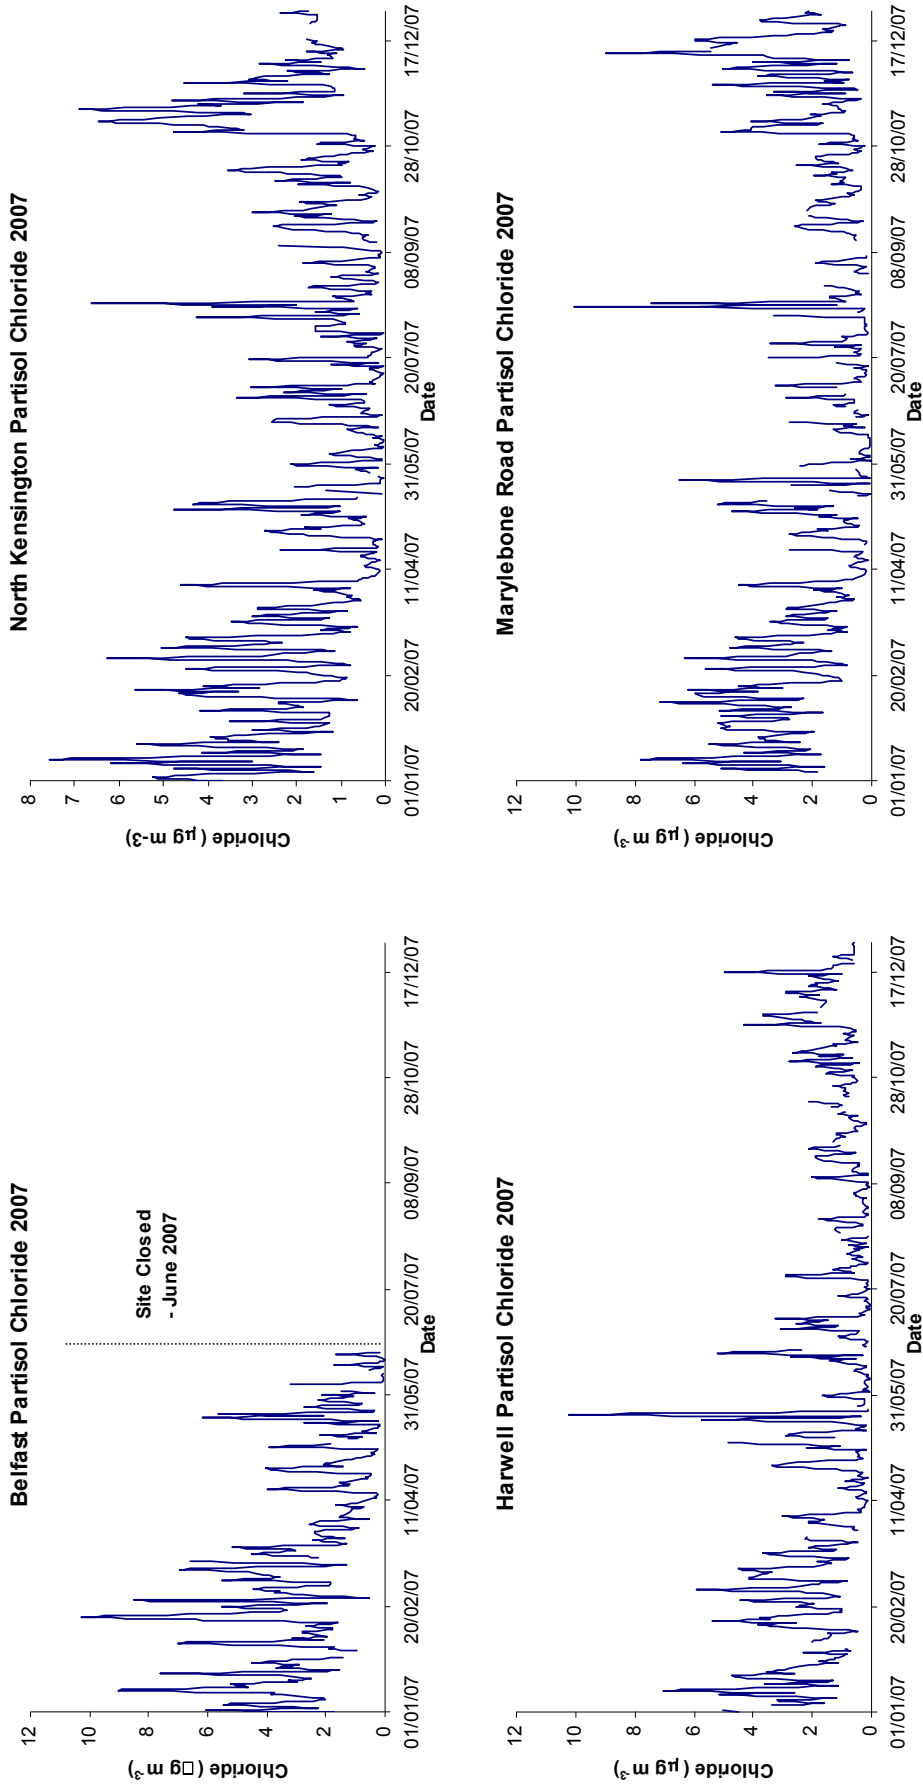 Belfast Partisol Chloride 2007
Chloride (□g m-3)
12
10
8
6
4
2
0
Site Closed
- June 2007
01/01/07 20/02/07 11/04/07 31/05/07 20/07/07 08/09/07 28/10/07 17/12/07
Date
North Kensington Partisol Chloride 2007
Chloride ( µg m-3)
8
7
6
5
4
3
2
1
0
01/01/07 20/02/07 11/04/07 31/05/07 20/07/07 08/09/07 28/10/07 17/12/07
Date
Harwell Partisol Chloride 2007
Chloride ( µg m-3)
12
10
8
6
4
2
0
01/01/07 20/02/07 11/04/07 31/05/07 20/07/07 08/09/07 28/10/07 17/12/07
Date
Marylebone Road Partisol Chloride 2007
Chloride ( µg m-3)
12
10
8
6
4
2
0
01/01/07 20/02/07 11/04/07 31/05/07 20/07/07 08/09/07 28/10/07 17/12/07
Date